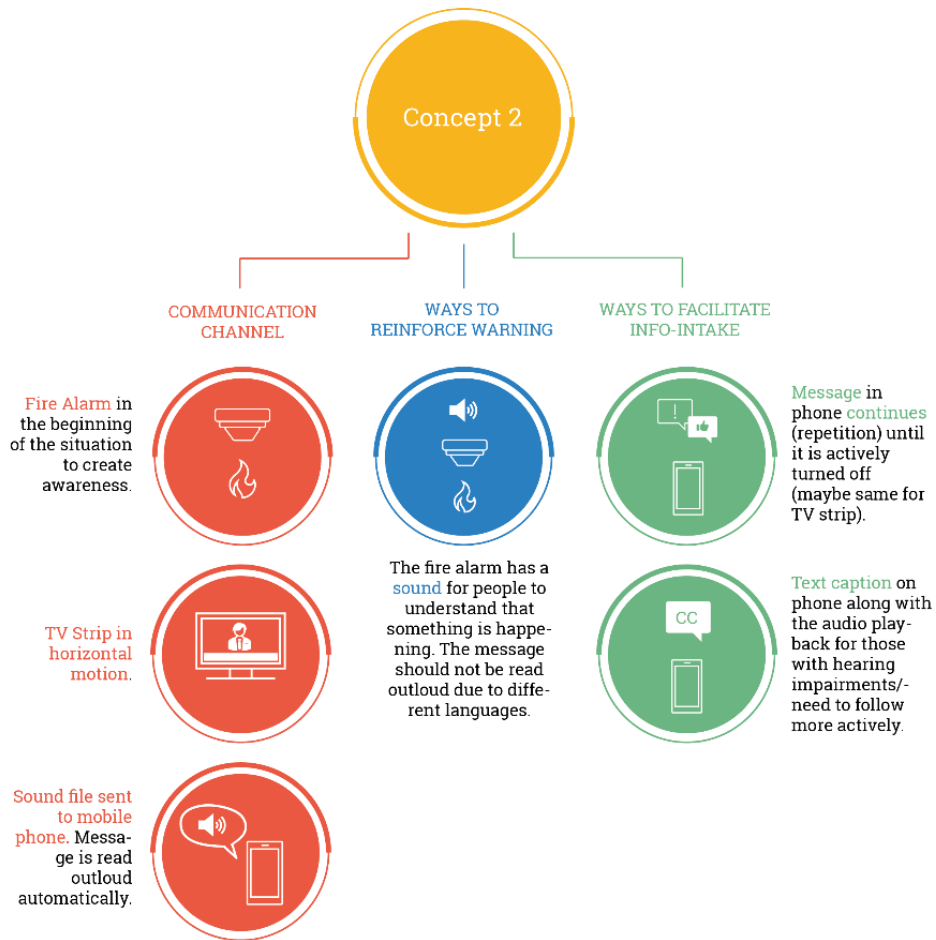 Concept 2
COMMUNICATION
CHANNEL
Fire Alarm in
the beginning
of the situation
to create
awareness.
TV Strip in
horizontal
motion.
Sound file sent
to mobile
phone. Messa-
ge is read
outloud
automatically.
WAYS TO
REINFORCE WARNING
The fire alarm has a
sound for people to
understand that
something is happe-
ning. The message
should not be read
outloud due to diffe-
rent languages.
WAYS TO FACILITATE
INFO-INTAKE
!
Message in
phone continues
(repetition) until
it is actively
turned off
(maybe same for
TV strip).
CC
Text caption on
phone along with
the audio play-
back for those
with hearing
impairments/-
need to follow
more actively.